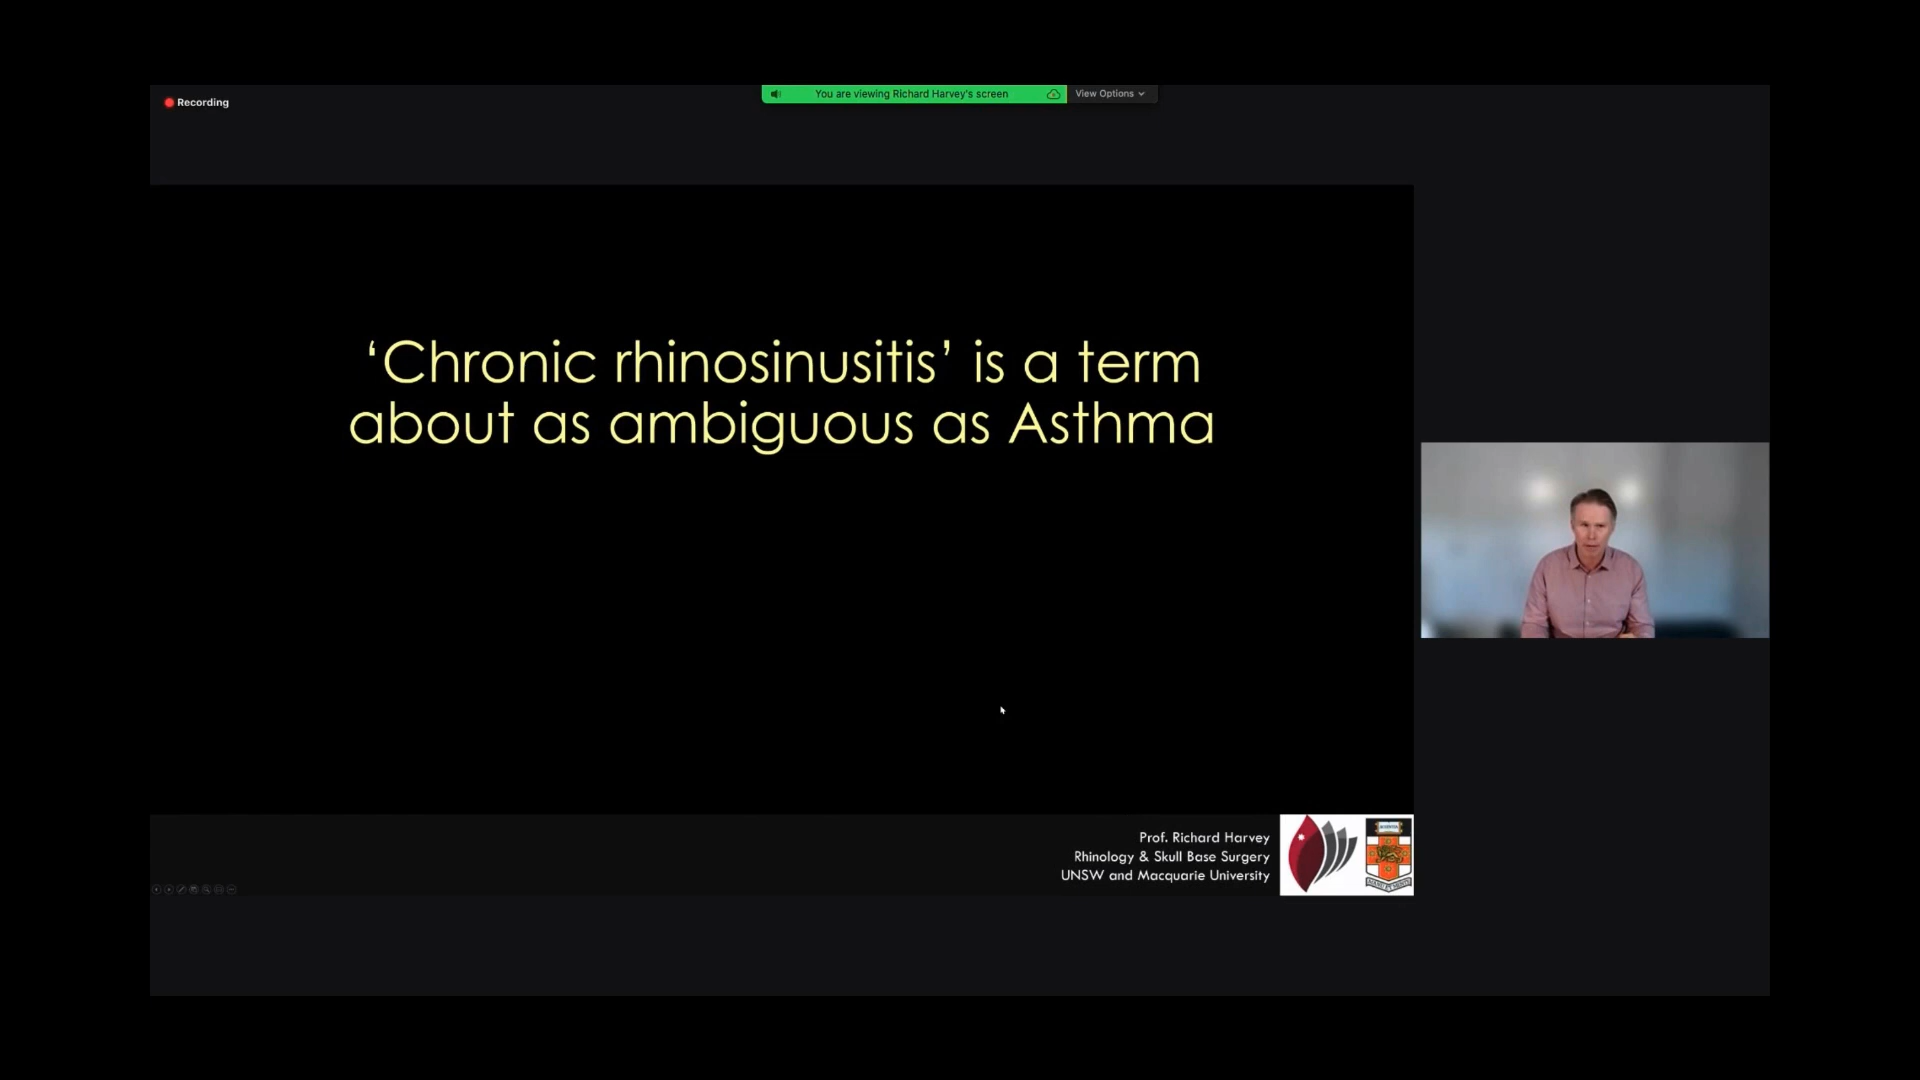 Recording
You are viewing Richard Harvey's screen
View Options
‘Chronic rhinosinusitis’ is a term
about as ambiguous as Asthma
Prof. Richard Harvey
Rhinology & Skull Base Surgery
UNSW and Macquarie University